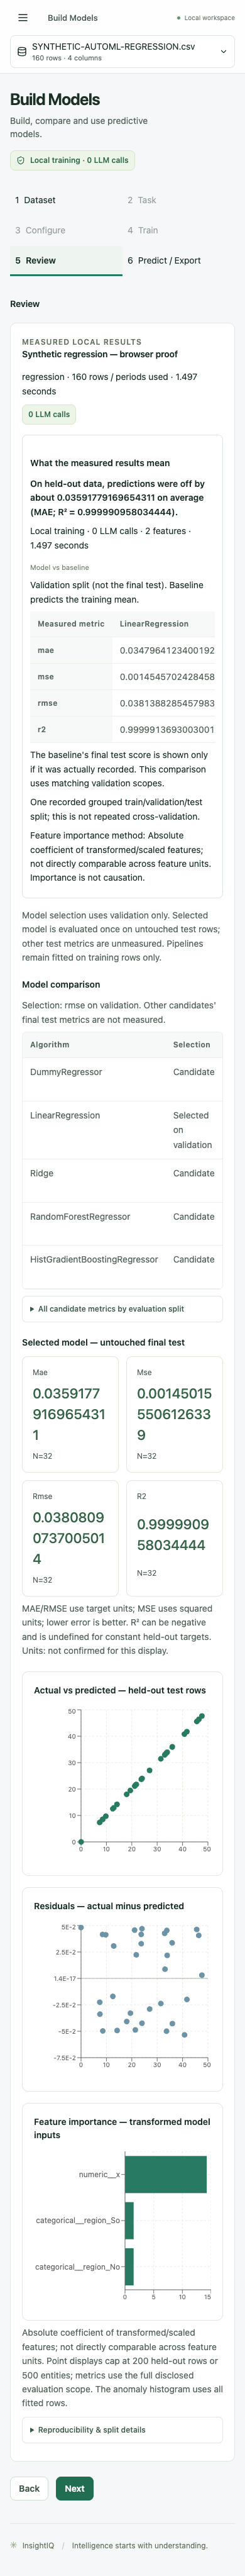 Build Models
Local workspace
SYNTHETIC-AUTOML-REGRESSION.csv
160 rows · 4 columns
Build Models
Build, compare and use predictive
models.
Local training · 0 LLM calls
1 Dataset
2 Task
3 Configure
4 Train
5 Review
6 Predict / Export
Review
MEASURED LOCAL RESULTS
Synthetic regression — browser proof
regression · 160 rows / periods used · 1.497
seconds
0 LLM calls
What the measured results mean
On held-out data, predictions were off by
about 0.03591779169654311 on average
(MAE; R² = 0.999990958034444).
Local training · 0 LLM calls · 2 features ·
1.497 seconds
Model vs baseline
Validation split (not the final test). Baseline
predicts the training mean.
Measured metric LinearRegression
mae 0.0347964123400192
mse 0.0014545702428458
rmse 0.0381388285457983
r2 0.9999913693003001
The baseline's final test score is shown only
if it was actually recorded. This comparison
uses matching validation scopes.
One recorded grouped train/validation/test
split; this is not repeated cross-validation.
Feature importance method: Absolute
coefficient of transformed/scaled features;
not directly comparable across feature units.
Importance is not causation.
Model selection uses validation only. Selected
model is evaluated once on untouched test rows;
other test metrics are unmeasured. Pipelines
remain fitted on training rows only.
Model comparison
Selection: rmse on validation. Other candidates'
final test metrics are not measured.
Algorithm Selection
DummyRegressor Candidate
LinearRegression Selected
on
validation
Ridge Candidate
RandomForestRegressor Candidate
HistGradientBoostingRegressor Candidate
All candidate metrics by evaluation split
Selected model — untouched final test
Mae
0.0359177
916965431
1
N=32
Mse
0.00145015
550612633
9
N=32
Rmse
0.0380809
073700501
4
N=32
R2
0.9999909
58034444
N=32
MAE/RMSE use target units; MSE uses squared
units; lower error is better. R² can be negative
and is undefined for constant held-out targets.
Units: not confirmed for this display.
Actual vs predicted — held-out test rows
50
40
30
20
10
0
0 10 20 30 40 50
Residuals — actual minus predicted
5E-2
2.5E-2
1.4E-17
-2.5E-2
-5E-2
-7.5E-2
0 10 20 30 40 50
Feature importance — transformed model
inputs
numeric__x
categorical__region_So
categorical__region_No
0 5 10 15
Absolute coefficient of transformed/scaled
features; not directly comparable across feature
units. Point displays cap at 200 held-out rows or
500 entities; metrics use the full disclosed
evaluation scope. The anomaly histogram uses all
fitted rows.
Reproducibility & split details
Back
Next
InsightIQ / Intelligence starts with understanding.